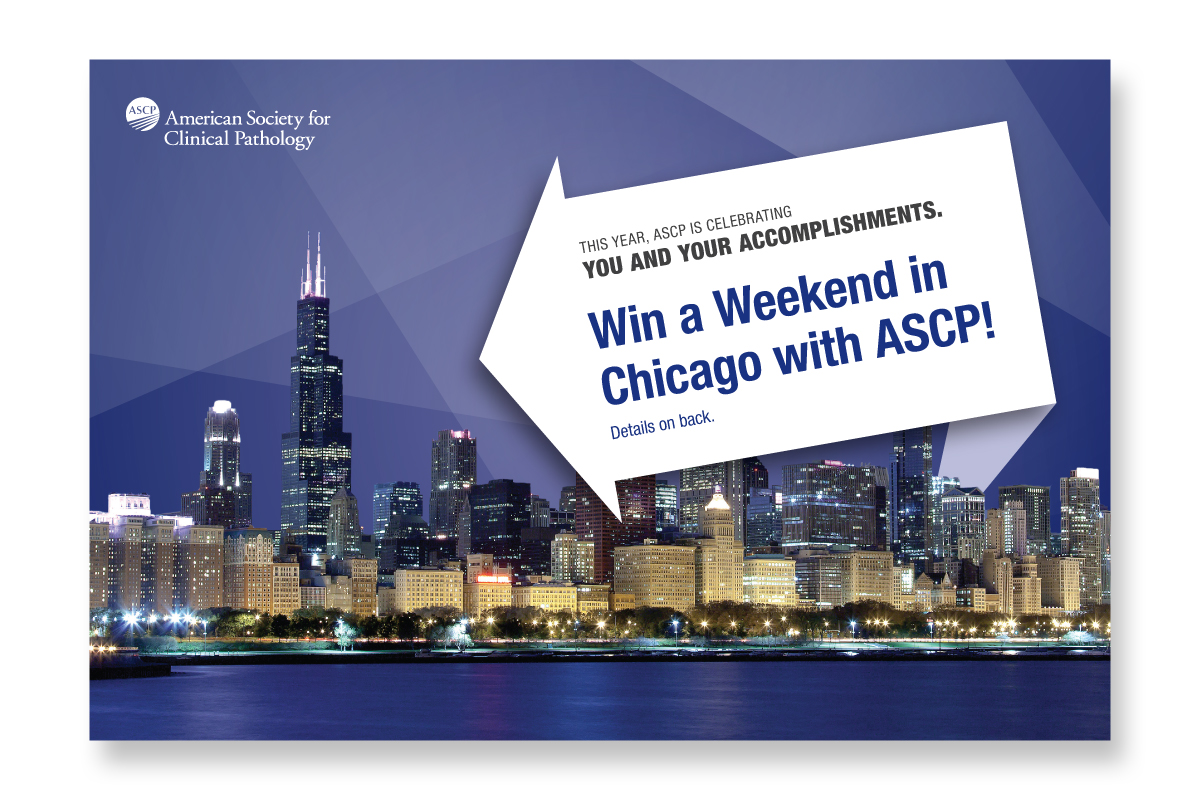 ASCP
American Society for
Clinical Pathology
THIS YEAR, ASCP IS CELEBRATING
YOU AND YOUR ACCOMPLISHMENTS.
Win a Weekend in
Chicago with ASCP!
Details on back.